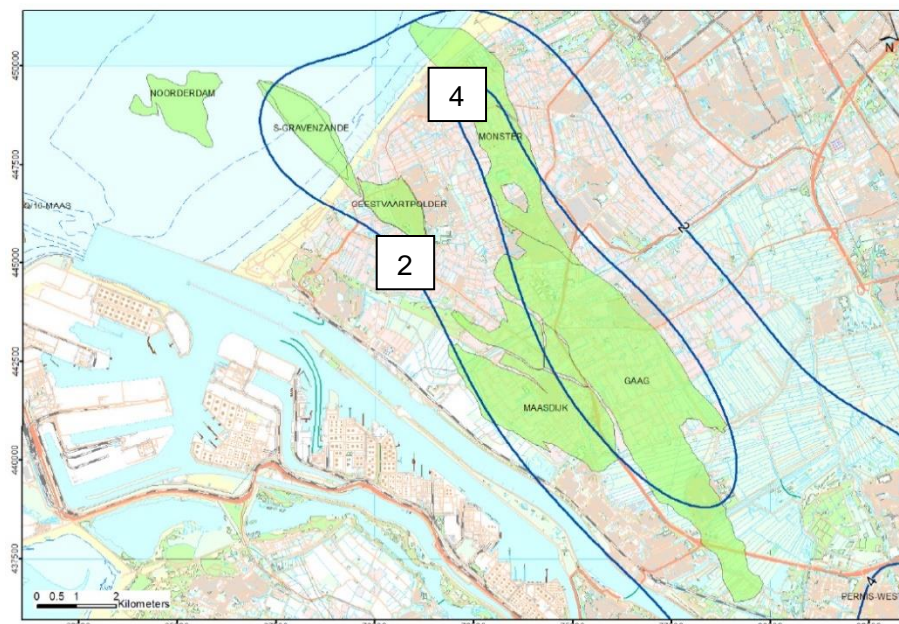 N
450000
NOORDERDAM
4
S-GRAVENZANDE
MONSTER
447500
GEESTVAARTPOLDER
2
445000
2
442500
GAAG
MAASDIJK
440000
437500
4
PERNIS-WEST
0 0.5 1 2
Kilometers